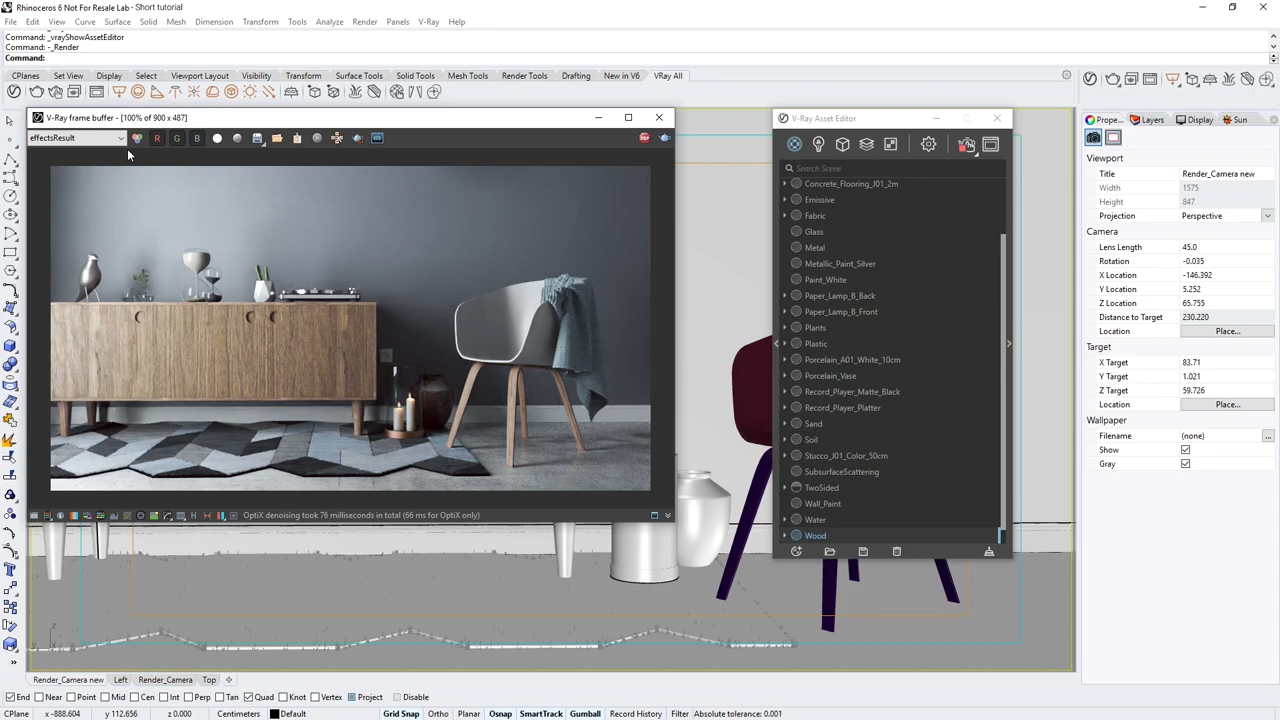 Rhinoceros 6 Not For Resale Lab - Short tutorial
File Edit View Curve Surface Solid Mesh Dimension Transform Tools Analyze Render Panels V-Ray Help
Command: _vrayShowAssetEditor
Command: -_Render
Command:
CPlanes Set View Display Select Viewport Layout Visibility Transform Surface Tools Solid Tools Mesh Tools Render Tools Drafting New in V6 VRay All
V-Ray frame buffer - [100% of 900 x 487]
effectsResult R G B
OptiX denoising took 76 milliseconds in total (66 ms for OptiX only)
V-Ray Asset Editor
Search Scene
Concrete_Flooring_J01_2m
Emissive
Fabric
Glass
Metal
Metallic_Paint_Silver
Paint_White
Paper_Lamp_B_Back
Paper_Lamp_B_Front
Plants
Plastic
Porcelain_A01_White_10cm
Porcelain_Vase
Record_Player_Matte_Black
Record_Player_Platter
Sand
Soil
Stucco_J01_Color_50cm
SubsurfaceScattering
TwoSided
Wall_Paint
Water
Wood
Prope... Layers Display Sun
Viewport
Title Render_Camera new
Width 1575
Height 847
Projection Perspective
Camera
Lens Length 45.0
Rotation -0.035
X Location -146.392
Y Location 5.252
Z Location 65.755
Distance to Target 230.220
Location Place...
Target
X Target 83.71
Y Target 1.021
Z Target 59.726
Location Place...
Wallpaper
Filename (none) ...
Show
Gray
z
Render_Camera new Left Render_Camera Top
End Near Point Mid Cen Int Perp Tan Quad Knot Vertex Project Disable
CPlane x -888.604 y 112.656 z 0.000 Centimeters Default Grid Snap Ortho Planar Osnap SmartTrack Gumball Record History Filter Absolute tolerance: 0.001